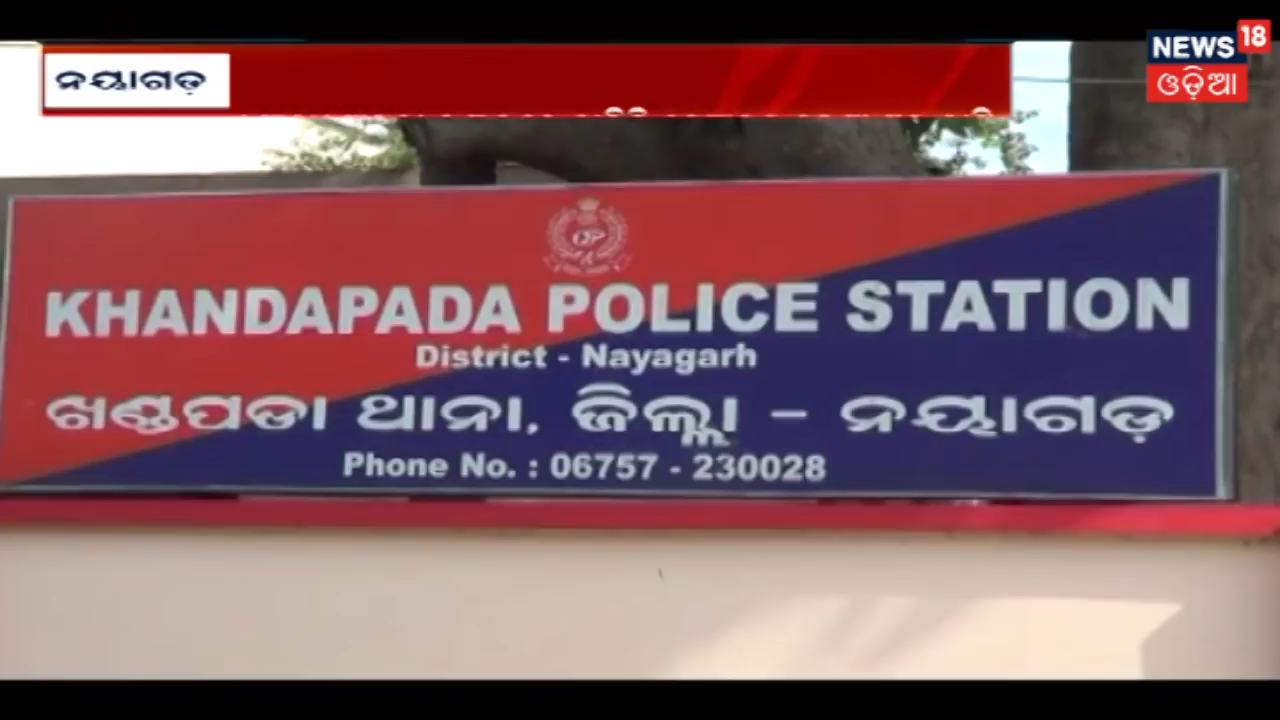 NEWS 18
ଓଡ଼ିଆ
ନୟାଗଡ଼
KHANDAPADA POLICE STATION
District - Nayagarh
ଖଣ୍ଡପଡା ଥାନା, ଜିଲ୍ଲା - ନୟାଗଡ଼
Phone No. : 06757 - 230028